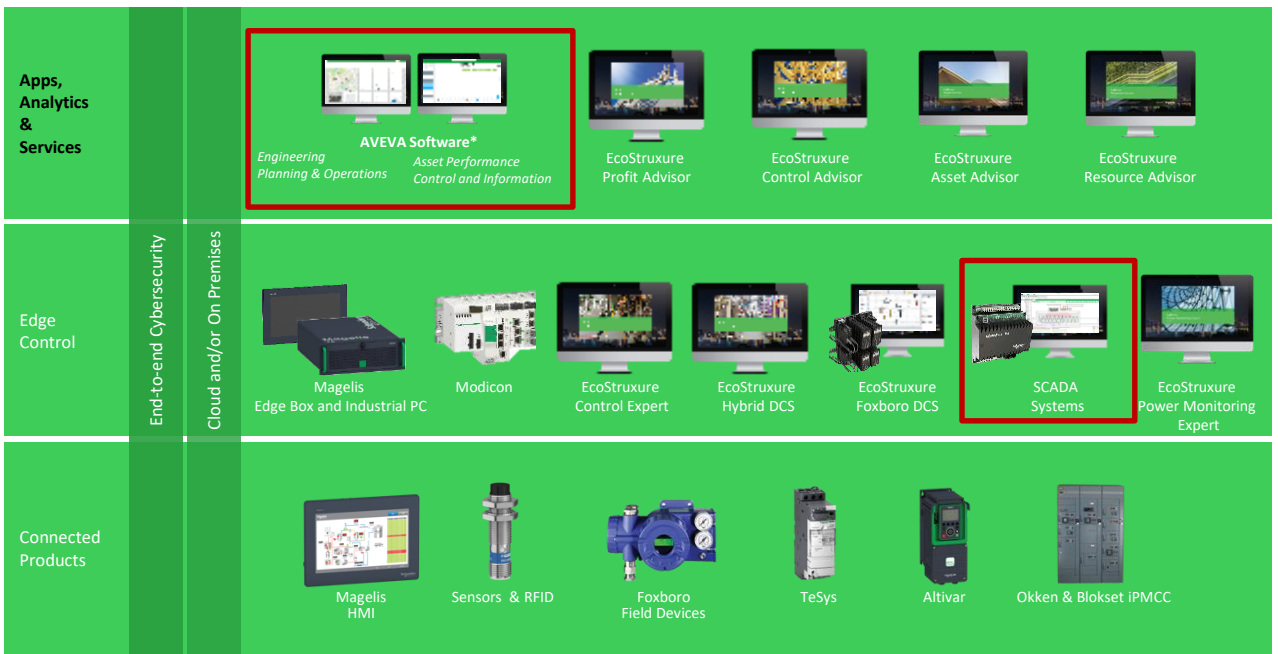 Apps,
Analytics
&
Services
AVEVA Software*
Engineering
Planning & Operations
Asset Performance
Control and Information
EcoStruxure
Profit Advisor
EcoStruxure
Control Advisor
EcoStruxure
Asset Advisor
EcoStruxure
Resource Advisor
End-to-end Cybersecurity
Cloud and/or On Premises
Edge
Control
Magelis
Edge Box and Industrial PC
Modicon
EcoStruxure
Control Expert
EcoStruxure
Hybrid DCS
EcoStruxure
Foxboro DCS
SCADA
Systems
EcoStruxure
Power Monitoring
Expert
Connected
Products
Magelis
HMI
Sensors & RFID
Foxboro
Field Devices
TeSys
Altivar
Okken & Blokset iPMCC